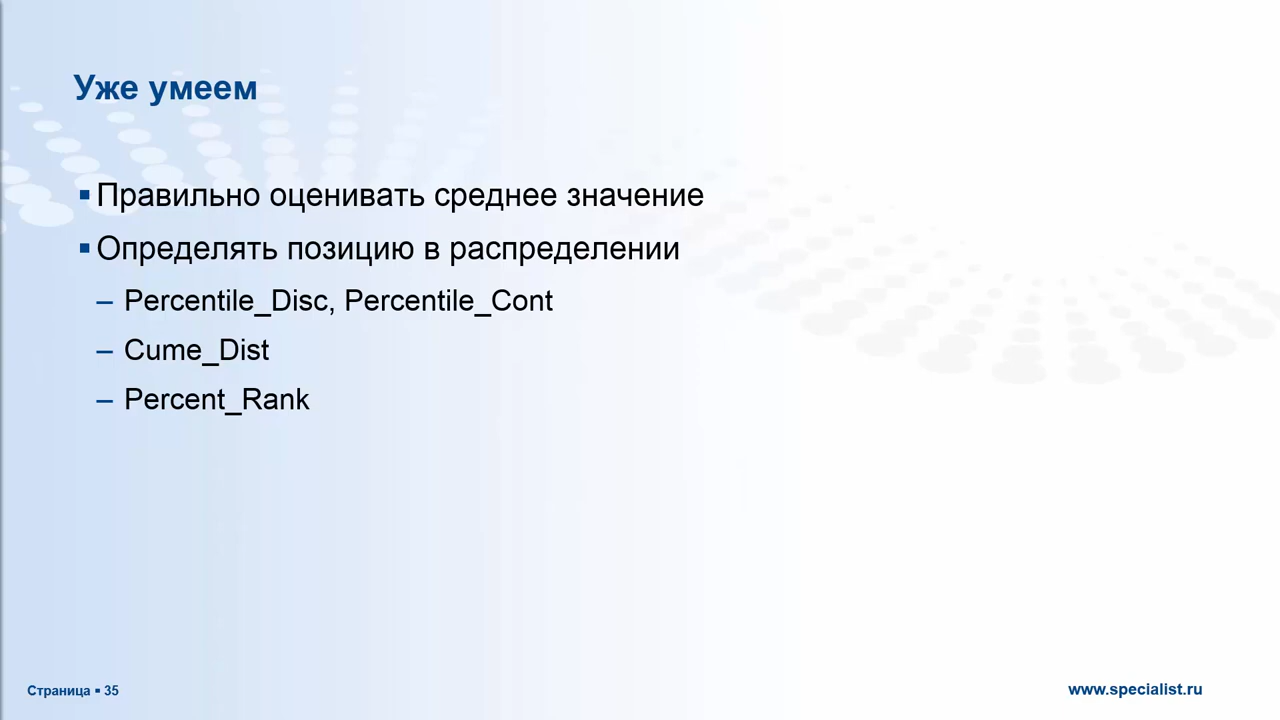 Уже умеем
▪ Правильно оценивать среднее значение
▪ Определять позицию в распределении
– Percentile_Disc, Percentile_Cont
– Cume_Dist
– Percent_Rank
Страница ▪ 35
www.specialist.ru